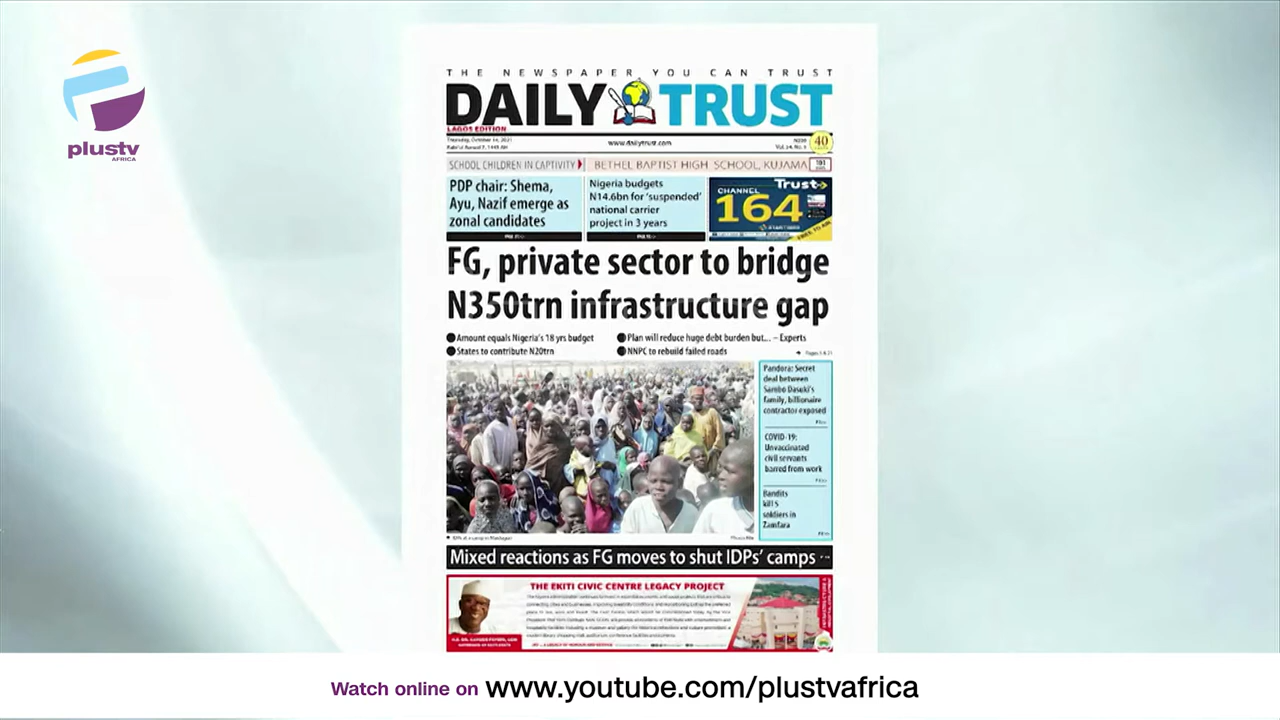 plustv
AFRICA
THE NEWSPAPER YOU CAN TRUST
DAILY TRUST
LAGOS EDITION
Thursday, October 14, 2021
www.dailytrust.com
40
SCHOOL CHILDREN IN CAPTIVITY
BETHEL BAPTIST HIGH SCHOOL, KUJAMA
101
PDP chair: Shema,
Ayu, Nazif emerge as
zonal candidates
Nigeria budgets
N14.6bn for 'suspended'
national carrier
project in 3 years
Trust
CHANNEL
164
FG, private sector to bridge
N350trn infrastructure gap
Amount equals Nigeria's 18 yrs budget
States to contribute N20trn
Plan will reduce huge debt burden but... – Experts
NNPC to rebuild failed roads
Pandora: Secret
deal between
Sambo Dasuki's
family, billionaire
contractor exposed
COVID-19:
Unvaccinated
civil servants
barred from work
Bandits
kill 5
soldiers in
Zamfara
Mixed reactions as FG moves to shut IDPs' camps
THE EKITI CIVIC CENTRE LEGACY PROJECT
Watch online on www.youtube.com/plustvafrica